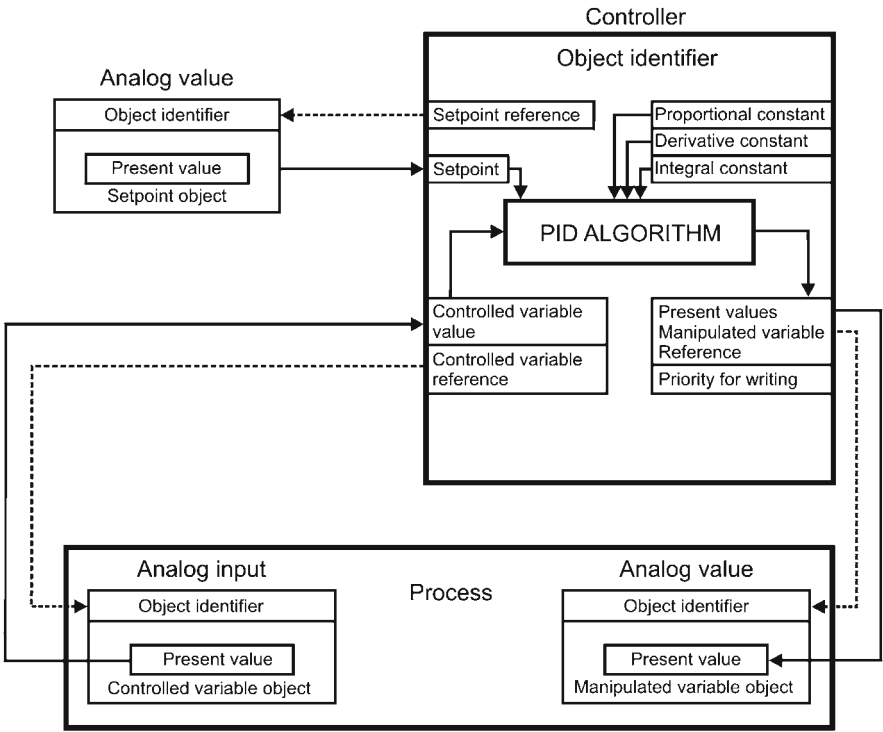 Controller
Object identifier
Analog value
Object identifier
Present value
Setpoint object
Setpoint reference
Setpoint
Proportional constant
Derivative constant
Integral constant
PID ALGORITHM
Controlled variable
value
Controlled variable
reference
Present values
Manipulated variable
Reference
Priority for writing
Process
Analog input
Object identifier
Present value
Controlled variable object
Analog value
Object identifier
Present value
Manipulated variable object